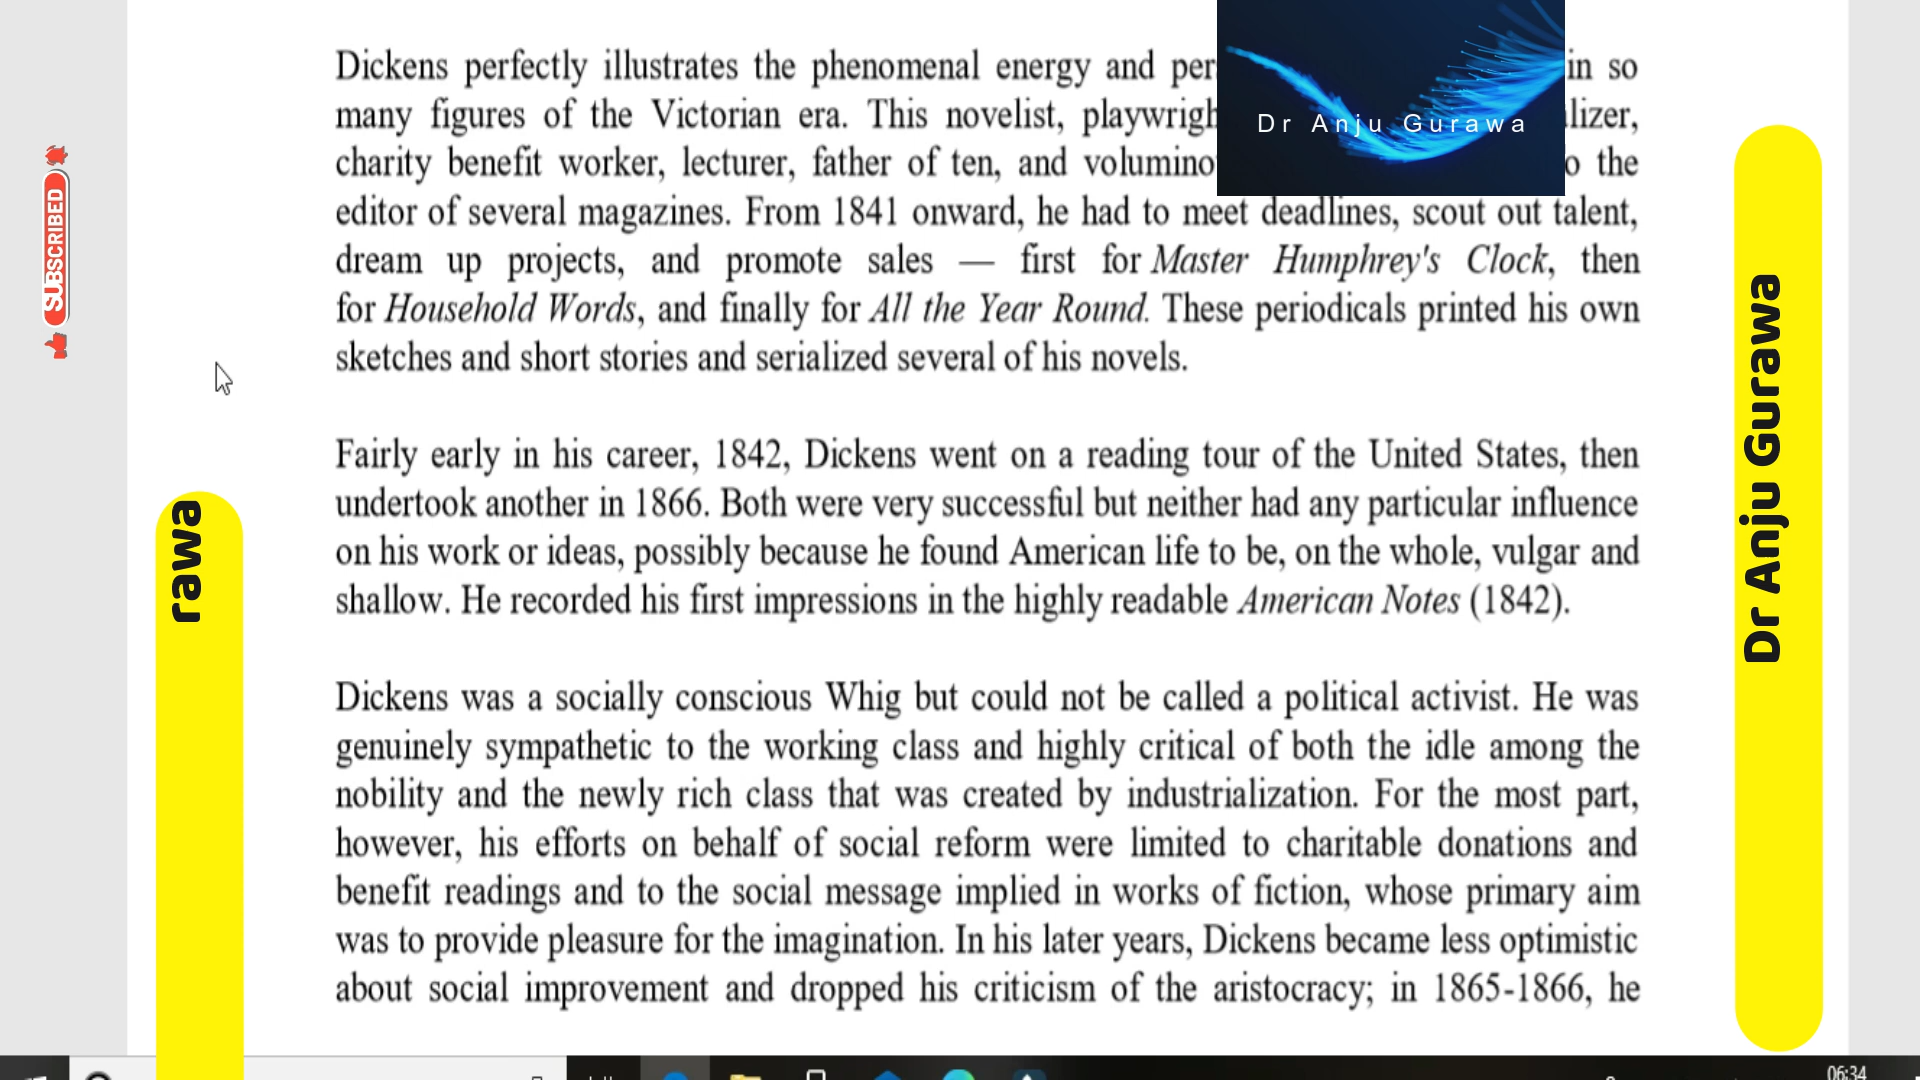 Dickens perfectly illustrates the phenomenal energy and in so
many figures of the Victorian era. This novelist,
charity benefit worker, lecturer, father of ten, and the
editor of several magazines. From 1841 onward, he had to meet deadlines, scout out talent,
dream up projects, and promote sales — first for Master Humphrey's Clock, then
for Household Words, and finally for All the Year Round. These periodicals printed his own
sketches and short stories and serialized several of his novels.
Fairly early in his career, 1842, Dickens went on a reading tour of the United States, then
undertook another in 1866. Both were very successful but neither had any particular influence
on his work or ideas, possibly because he found American life to be, on the whole, vulgar and
shallow. He recorded his first impressions in the highly readable American Notes (1842).
Dickens was a socially conscious Whig but could not be called a political activist. He was
genuinely sympathetic to the working class and highly critical of both the idle among the
nobility and the newly rich class that was created by industrialization. For the most part,
however, his efforts on behalf of social reform were limited to charitable donations and
benefit readings and to the social message implied in works of fiction, whose primary aim
was to provide pleasure for the imagination. In his later years, Dickens became less optimistic
about social improvement and dropped his criticism of the aristocracy; in 1865-1866, he
Dr Anju Gurawa
SUBSCRIBED
rawa
Dr Anju Gurawa
06:34